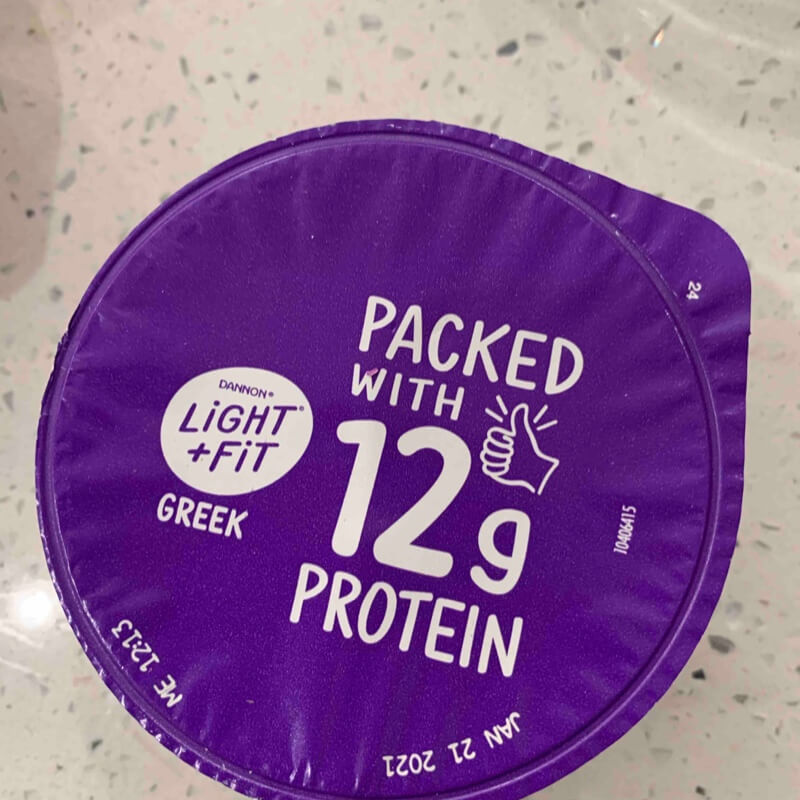 PACKED
WITH
12g
PROTEIN
DANNON®
LiGHT®
+FiT
GREEK
24
10406415
ME 12:13
JAN 21 2021